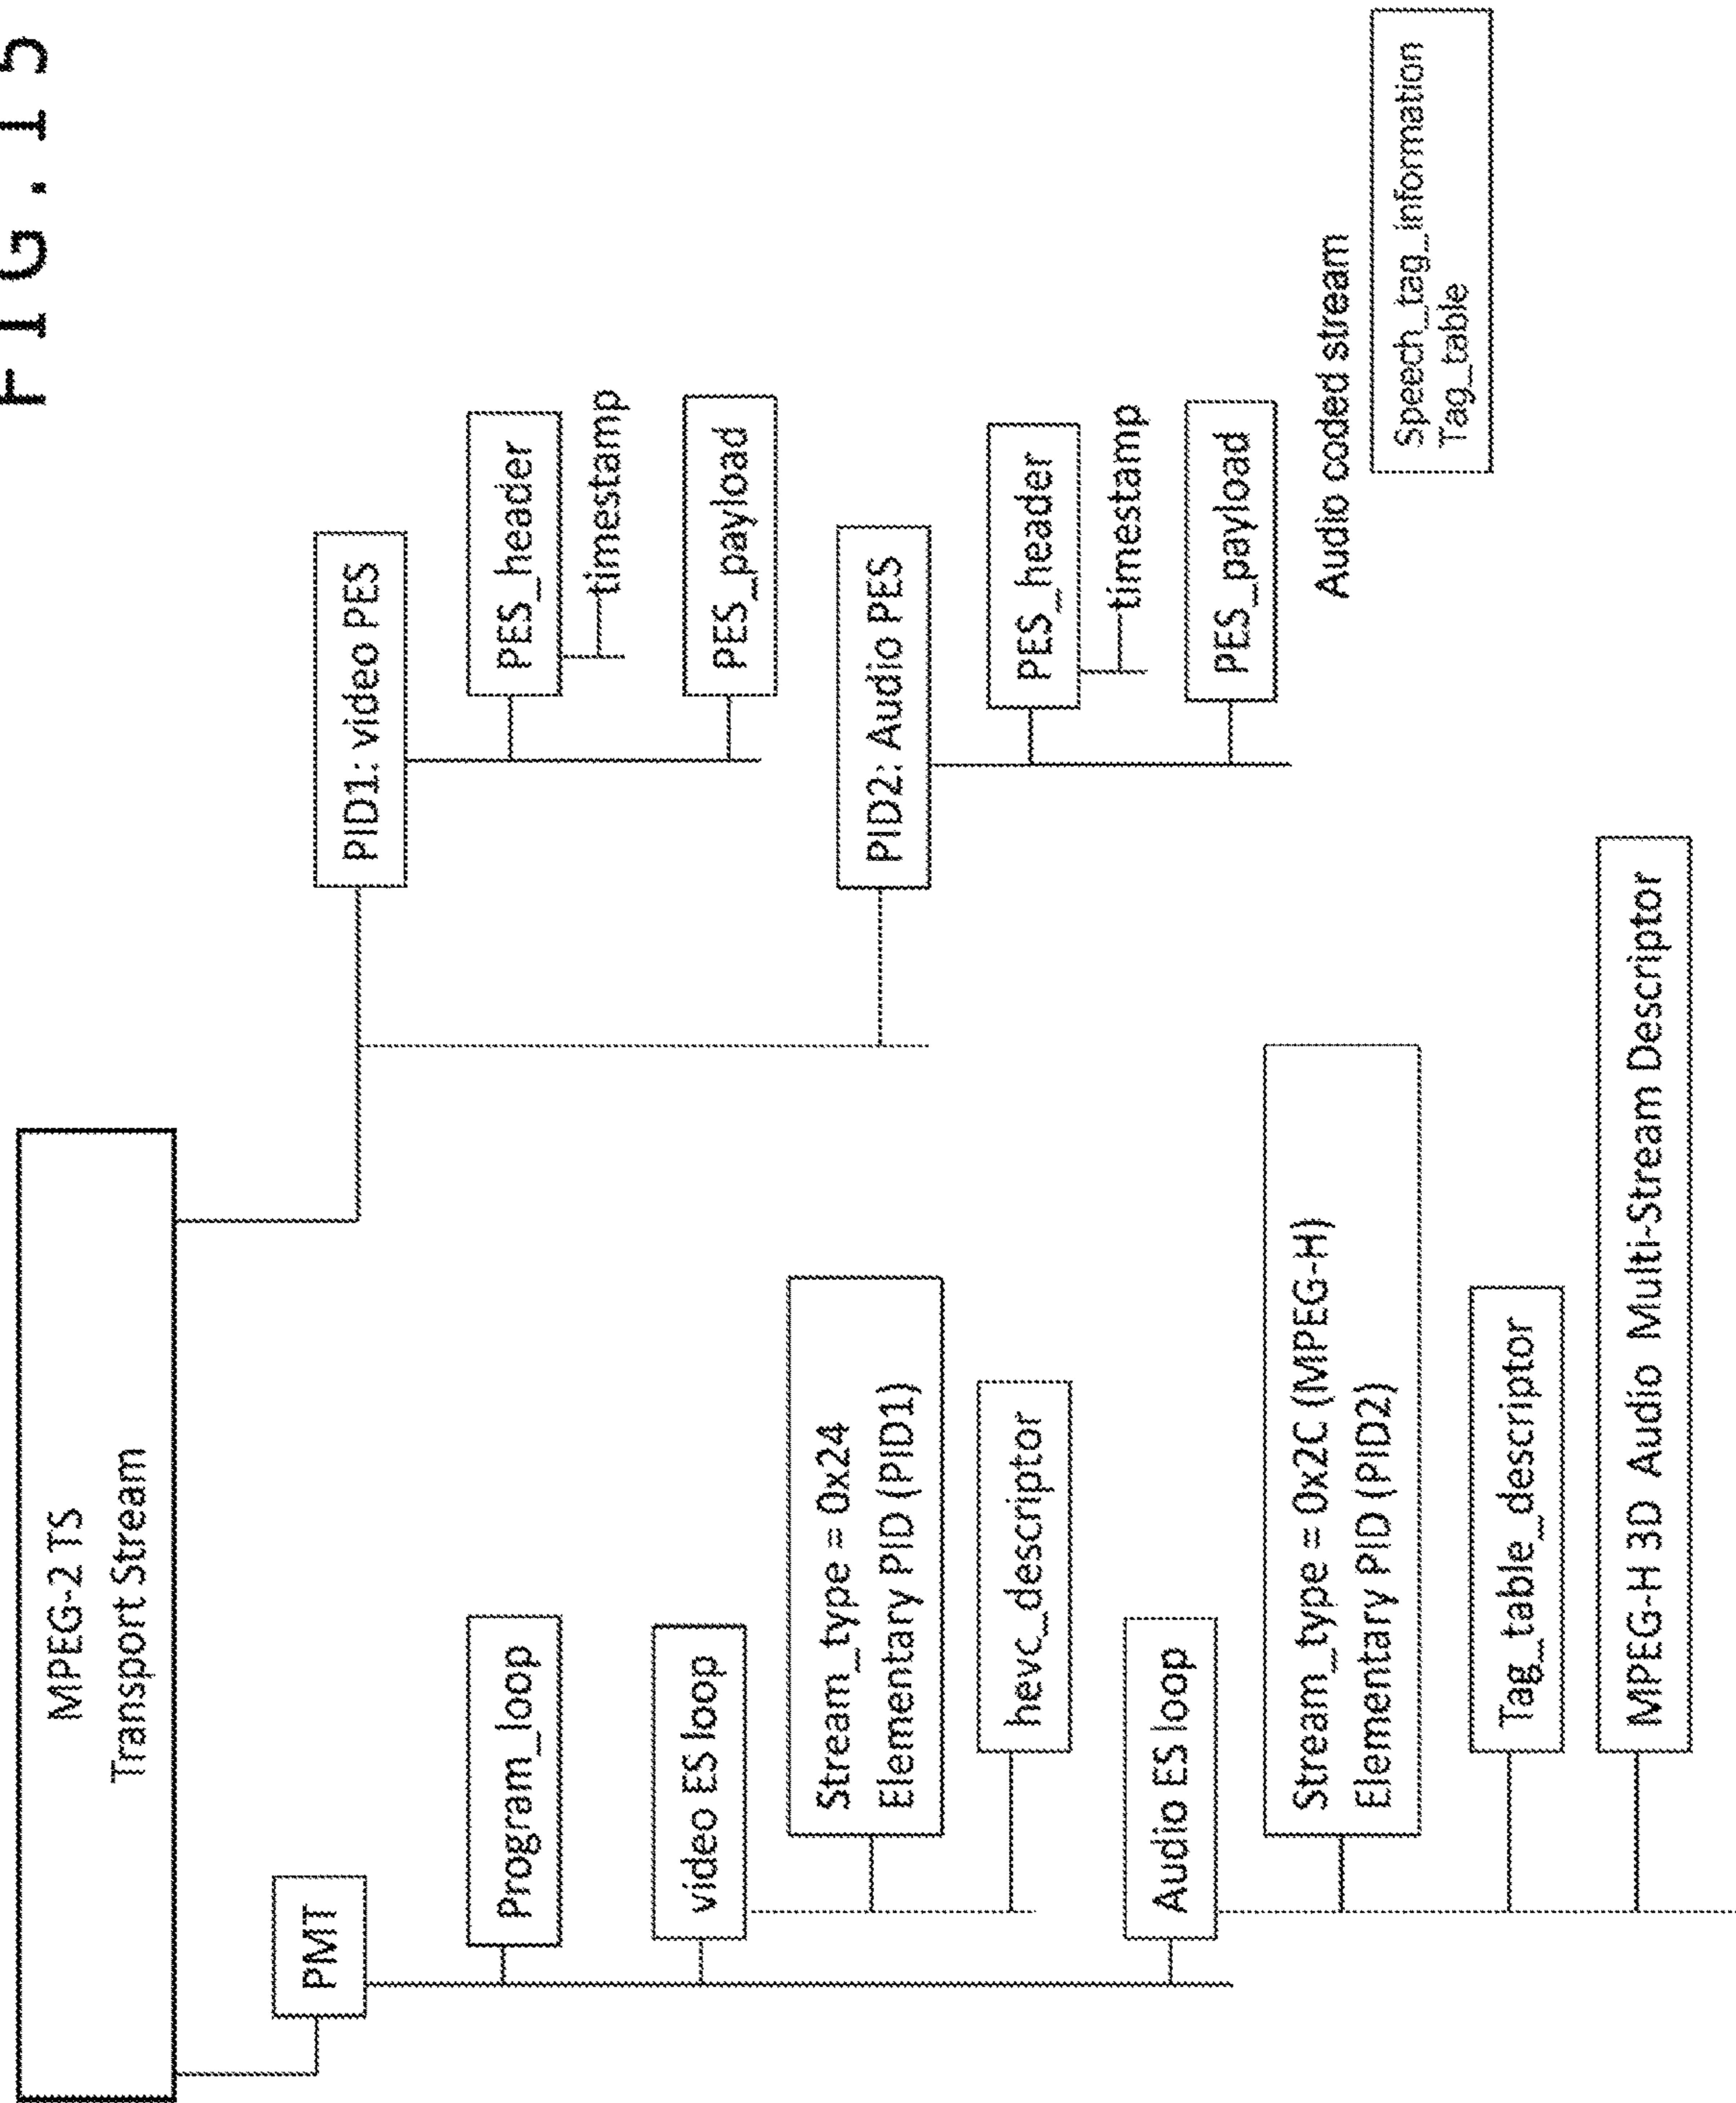 FIG.15
MPEG-2 TS
Transport Stream
PMT
Program_loop
video ES loop
Stream_type = 0x24
Elementary PID (PID1)
hevc_descriptor
Audio ES loop
Stream_type = 0x2C (MPEG-H)
Elementary PID (PID2)
Tag_table_descriptor
MPEG-H 3D Audio Multi-Stream Descriptor
PID1: video PES
PES_header
timestamp
PES_payload
PID2: Audio PES
PES_header
timestamp
PES_payload
Audio coded stream
Speech_tag_information
Tag_table